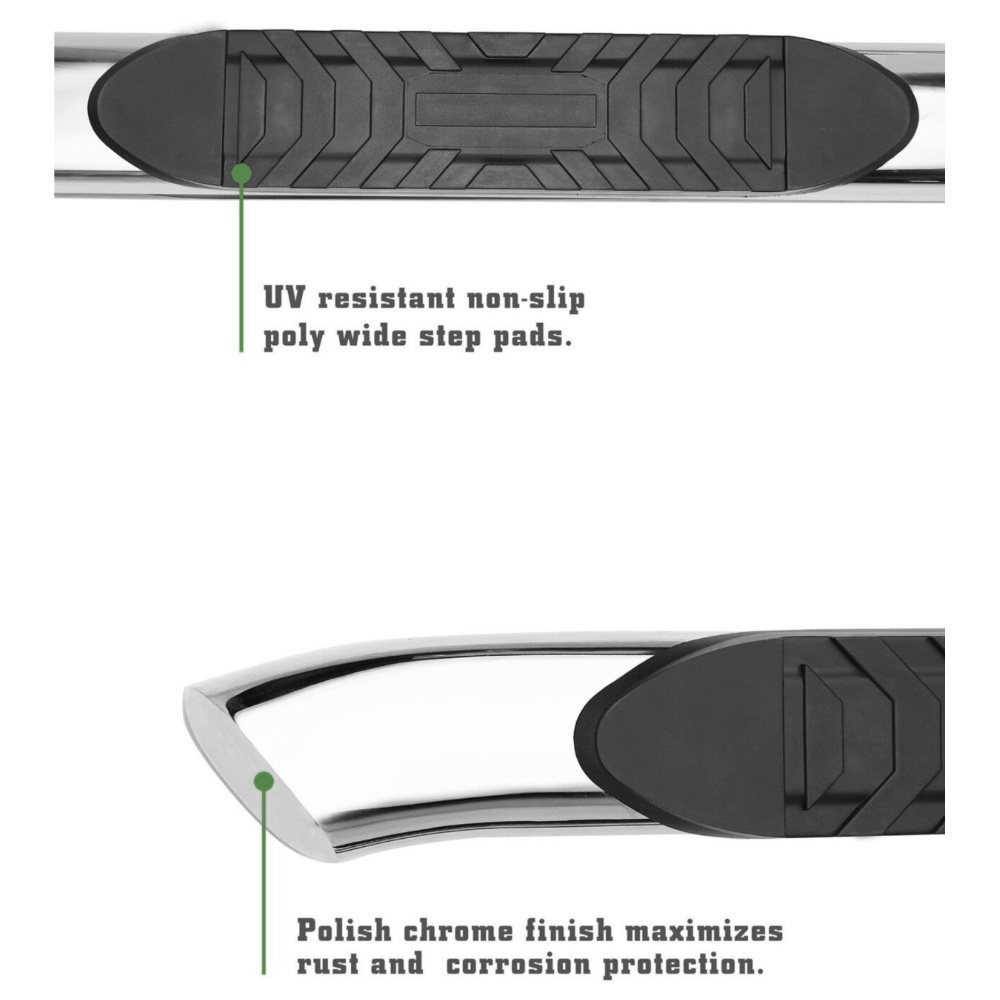 UV resistant non-slip
poly wide step pads.
Polish chrome finish maximizes
rust and  corrosion protection.